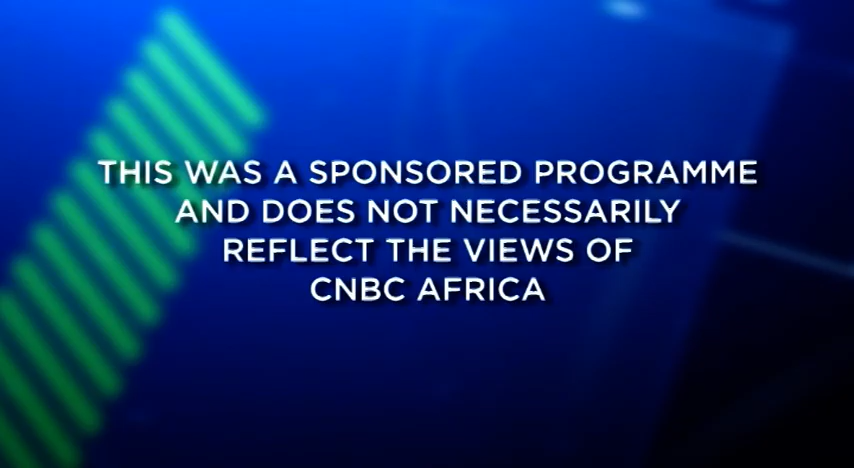 THIS WAS A SPONSORED PROGRAMME
AND DOES NOT NECESSARILY
REFLECT THE VIEWS OF
CNBC AFRICA